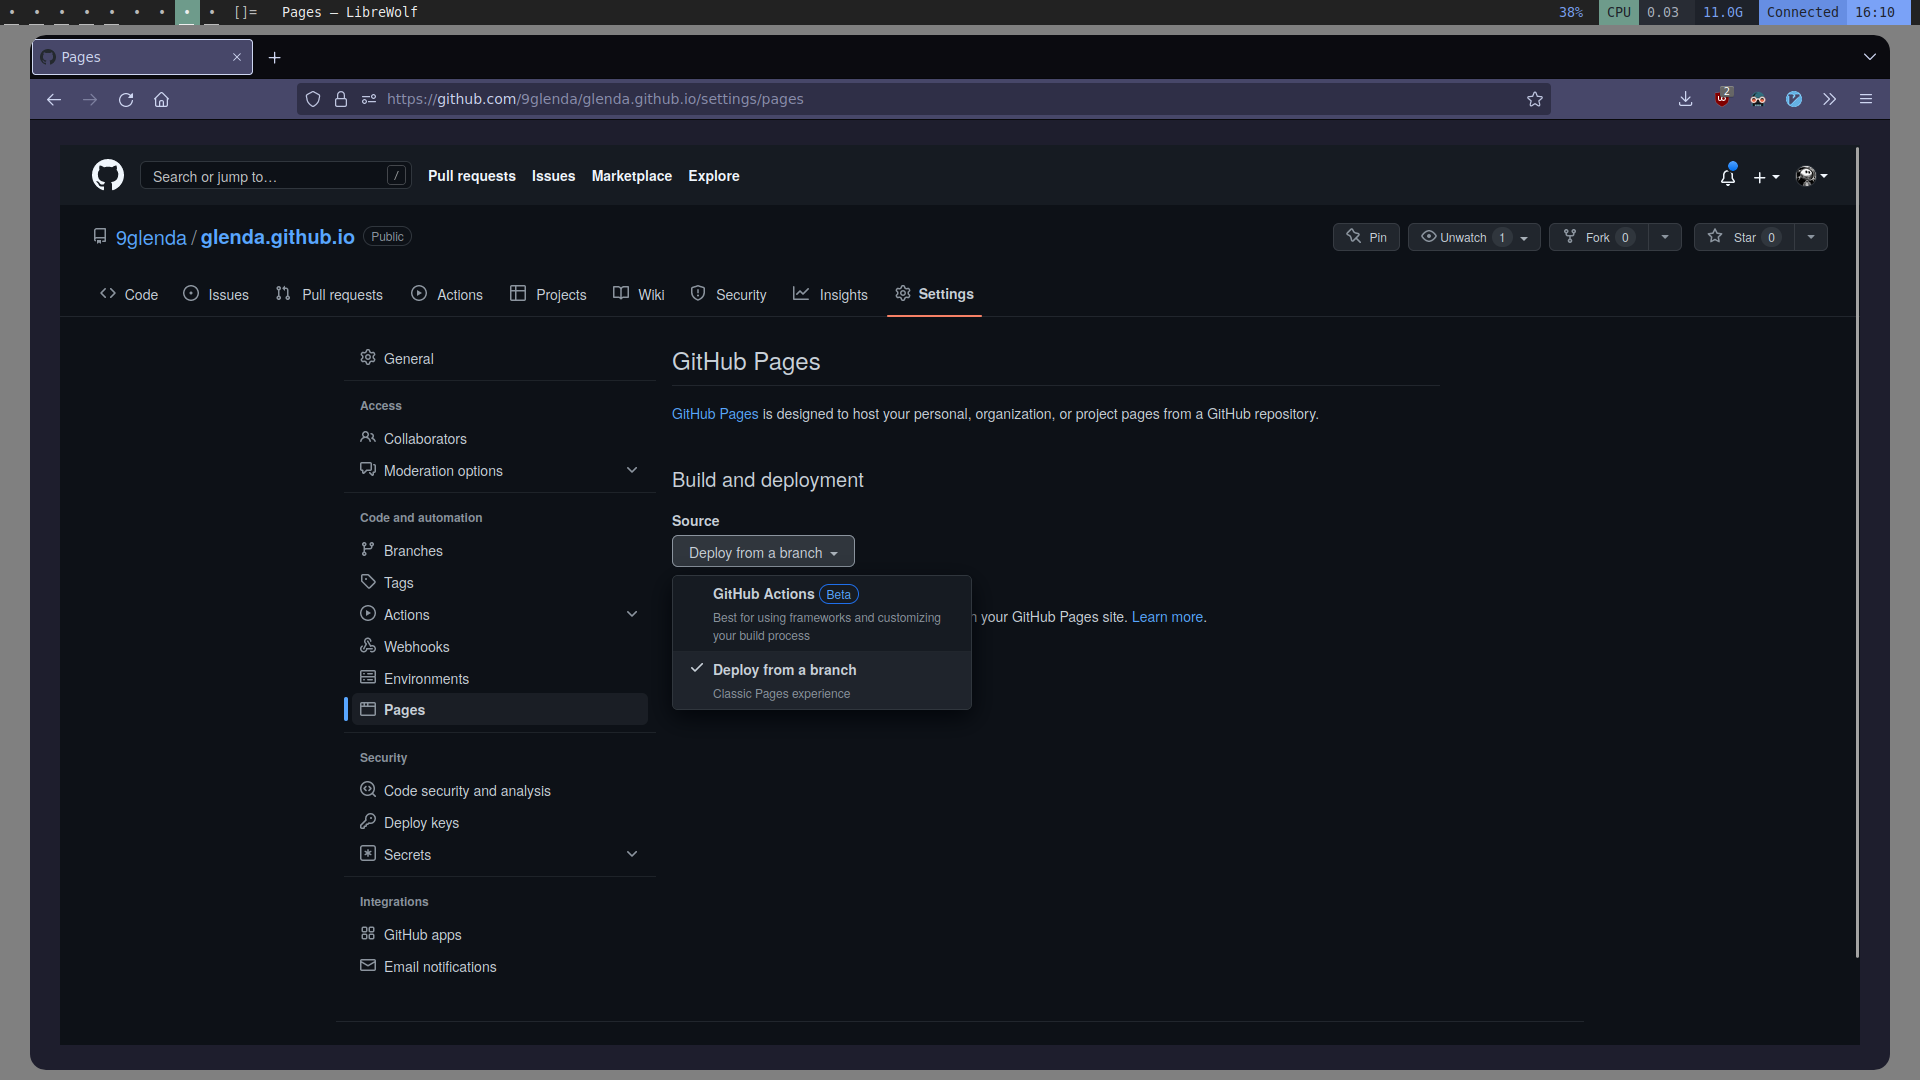 []= Pages — LibreWolf 38% CPU 0.03 11.0G Connected 16:10
Pages
https://github.com/9glenda/glenda.github.io/settings/pages 2
Search or jump to… / Pull requests Issues Marketplace Explore
9glenda / glenda.github.io Public Pin Unwatch 1 Fork 0 Star 0
Code Issues Pull requests Actions Projects Wiki Security Insights Settings
General
Access
Collaborators
Moderation options
Code and automation
Branches
Tags
Actions
Webhooks
Environments
Pages
Security
Code security and analysis
Deploy keys
Secrets
Integrations
GitHub apps
Email notifications
GitHub Pages
GitHub Pages is designed to host your personal, organization, or project pages from a GitHub repository.
Build and deployment
Source
Deploy from a branch
GitHub Actions Beta
Best for using frameworks and customizing
your build process
your GitHub Pages site. Learn more.
Deploy from a branch
Classic Pages experience